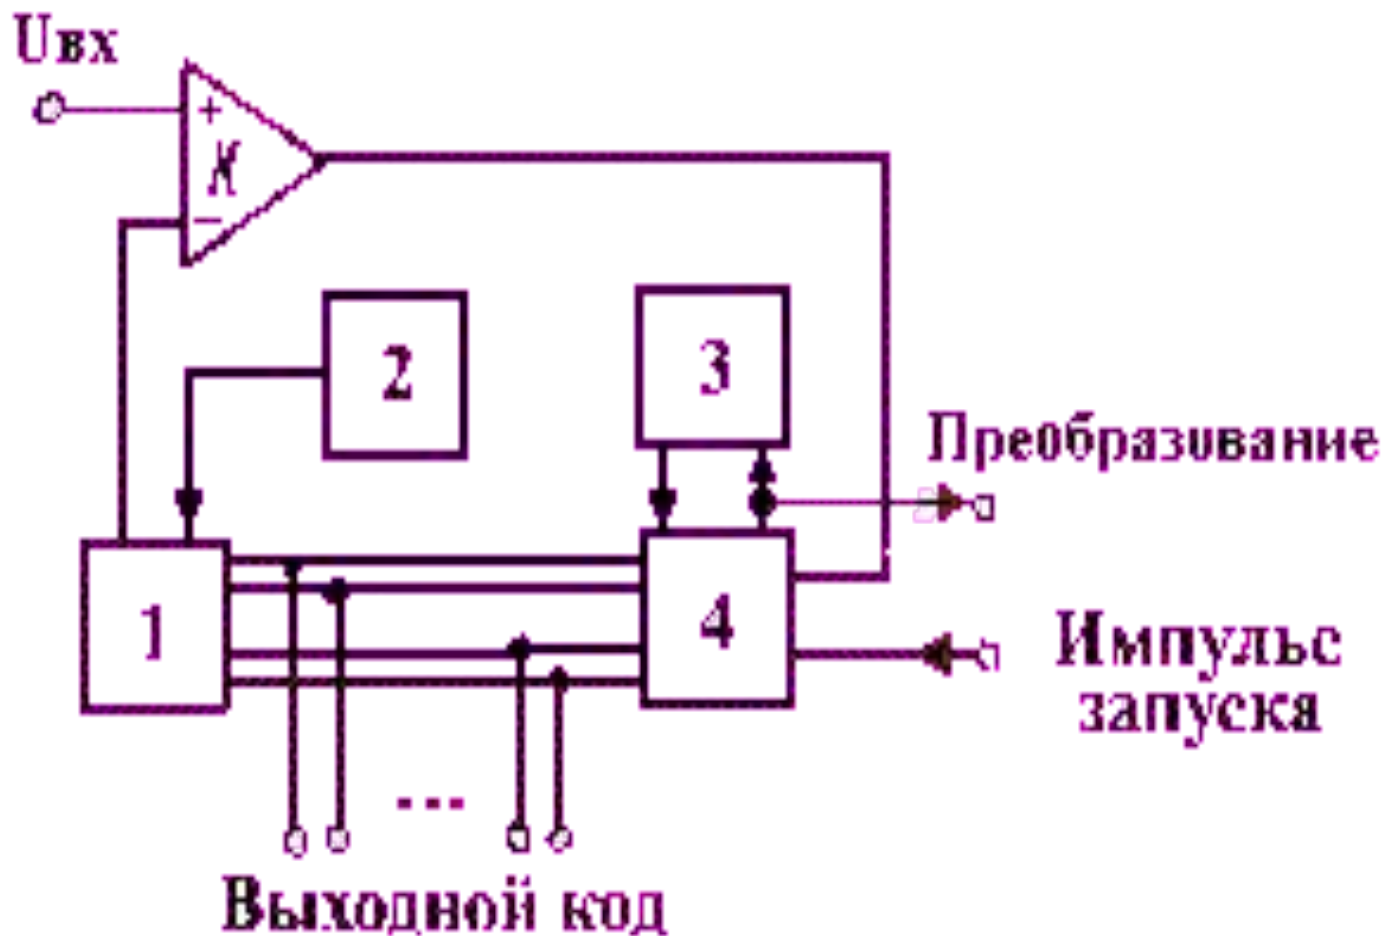 Uвх
+
K
−
2
3
Преобразование
1
4
Импульс
запуска
...
Выходной код